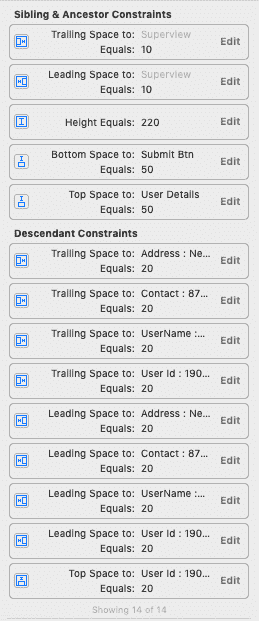 Sibling & Ancestor Constraints
Trailing Space to: Superview
Equals: 10
Edit
Leading Space to: Superview
Equals: 10
Edit
Height Equals: 220
Edit
Bottom Space to: Submit Btn
Equals: 50
Edit
Top Space to: User Details
Equals: 50
Edit
Descendant Constraints
Trailing Space to: Address : Ne...
Equals: 20
Edit
Trailing Space to: Contact : 87...
Equals: 20
Edit
Trailing Space to: UserName :...
Equals: 20
Edit
Trailing Space to: User Id : 190...
Equals: 20
Edit
Leading Space to: Address : Ne...
Equals: 20
Edit
Leading Space to: Contact : 87...
Equals: 20
Edit
Leading Space to: UserName :...
Equals: 20
Edit
Leading Space to: User Id : 190...
Equals: 20
Edit
Top Space to: User Id : 190...
Equals: 20
Edit
Showing 14 of 14